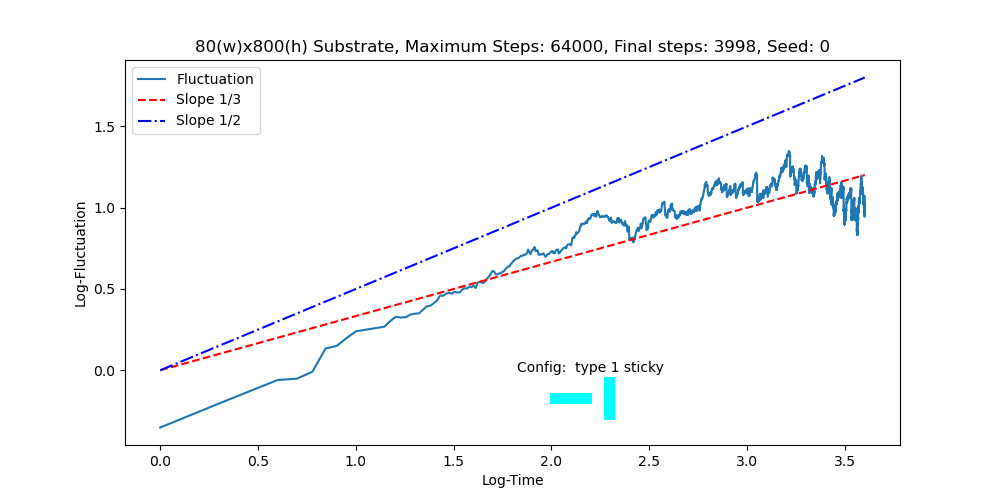 80(w)x800(h) Substrate, Maximum Steps: 64000, Final steps: 3998, Seed: 0
Fluctuation
Slope 1/3
Slope 1/2
Log-Fluctuation
1.5
1.0
0.5
0.0
Config:  type 1 sticky
0.0 0.5 1.0 1.5 2.0 2.5 3.0 3.5
Log-Time